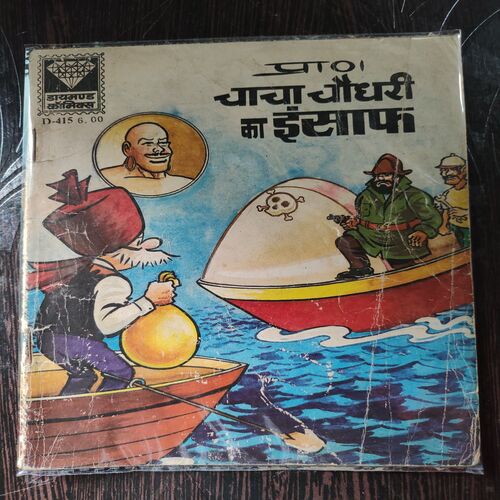 डायमण्ड
कॉमिक्स
D-415 6.00
प्राण
चाचा चौधरी
का इंसाफ